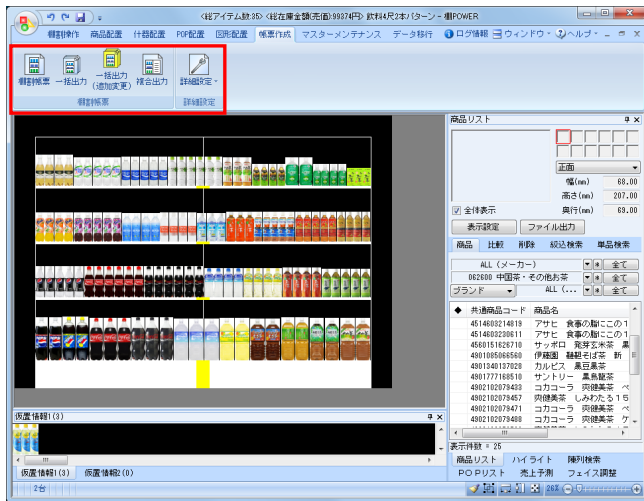 <総アイテム数:35> <総在庫金額(売価):99374円> 飲料4尺2本パターン - 棚POWER
棚割操作 商品配置 什器配置 POP配置 図形配置 帳票作成 マスターメンテナンス データ移行 ログ情報 ウィンドウ ヘルプ
棚割帳票 一括出力 一括出力(追加変更) 複合出力 詳細設定
棚割帳票 詳細設定
商品リスト
正面
幅(mm) 68.00
高さ(mm) 207.00
全体表示 奥行(mm) 69.00
表示設定 ファイル出力
商品 比較 削除 絞込検索 単品検索
ALL (メーカー) * 全て
062600 中国茶・その他お茶 * 全て
ブランド ALL (... * 全て
◆ 共通商品コード 商品名
4514603214819 アサヒ 食事の脂にこの1
4514603230611 アサヒ 食事の脂にこの1
4560151626710 サッポロ 発芽玄米茶 黒
4901085066560 伊藤園 韃靼そば茶 新
4901340137028 カルピス 黒豆黒茶
4901777168510 サントリー 黒烏龍茶
4902102079433 コカコーラ 爽健美茶 ペ
4902102079457 爽健美茶 しみわたる15
4902102079471 コカコーラ 爽健美茶 ペ
4902102079488 コカコーラ 爽健美茶 ケ
表示件数 = 25
商品リスト ハイライト 陳列検索
POPリスト 売上予測 フェイス調整
仮置情報1(3)
仮置情報1(3) 仮置情報2(0)
2台 26%